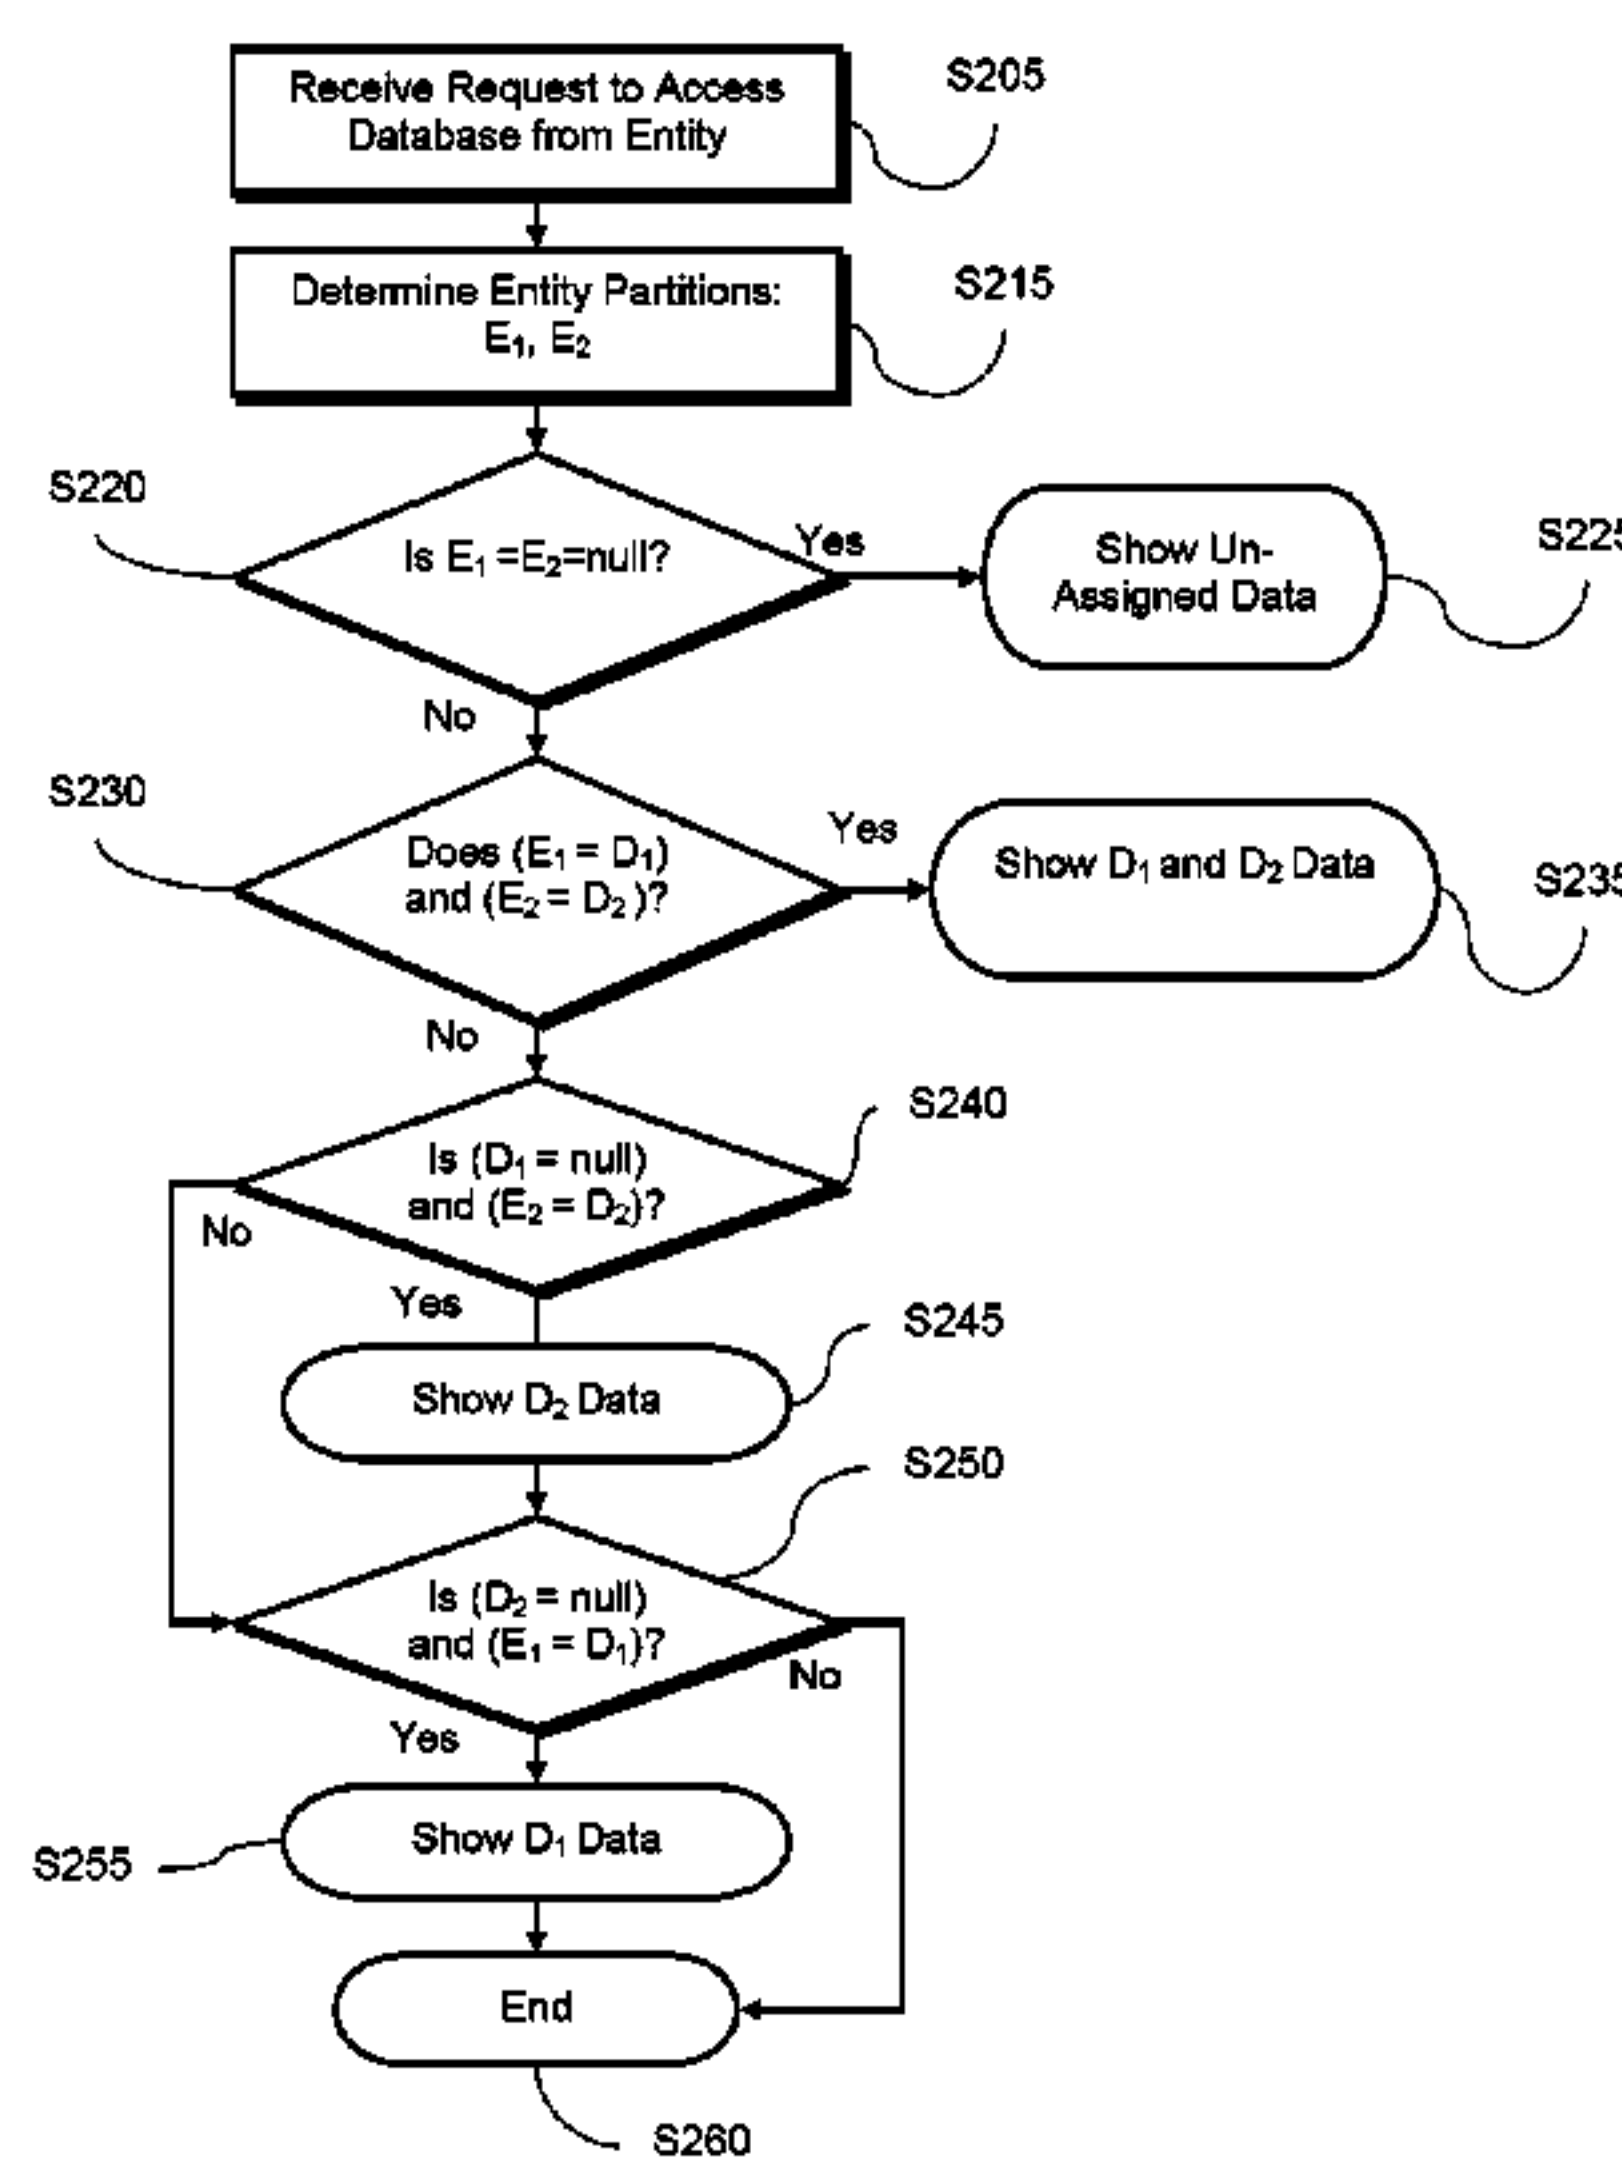 Receive Request to Access
Database from Entity
S205
Determine Entity Partitions:
E₁, E₂
S215
S220
Is E₁ =E₂=null?
Yes
Show Un-
Assigned Data
S225
No
S230
Does (E₁ = D₁)
and (E₂ = D₂ )?
Yes
Show D₁ and D₂ Data
S235
No
S240
Is (D₁ = null)
and (E₂ = D₂)?
No
Yes
S245
Show D₂ Data
S250
Is (D₂ = null)
and (E₁ = D₁)?
No
Yes
Show D₁ Data
S255
End
S260